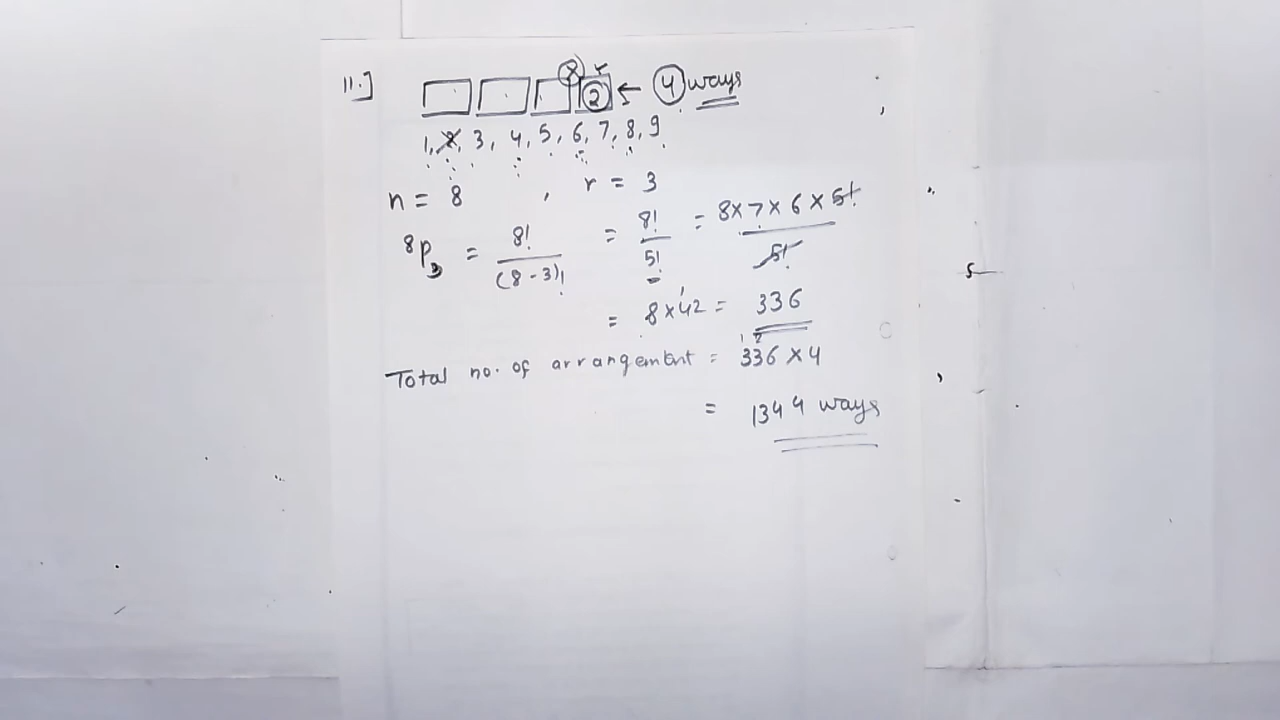 11.] 8 r
2 ← 4 ways
1, 2, 3, 4, 5, 6, 7, 8, 9
n = 8 , r = 3
8P3 = 8! / (8-3)! = 8! / 5! = 8 x 7 x 6 x 5! / 5!
= 8 x 42 = 336
Total no. of arrangement = 336 x 4
= 1344 ways